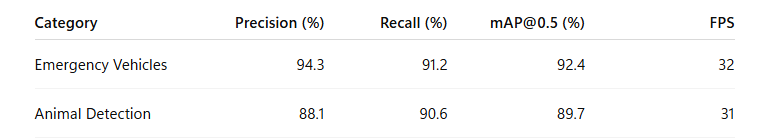 Category Precision (%) Recall (%) mAP@0.5 (%) FPS
Emergency Vehicles 94.3 91.2 92.4 32
Animal Detection 88.1 90.6 89.7 31